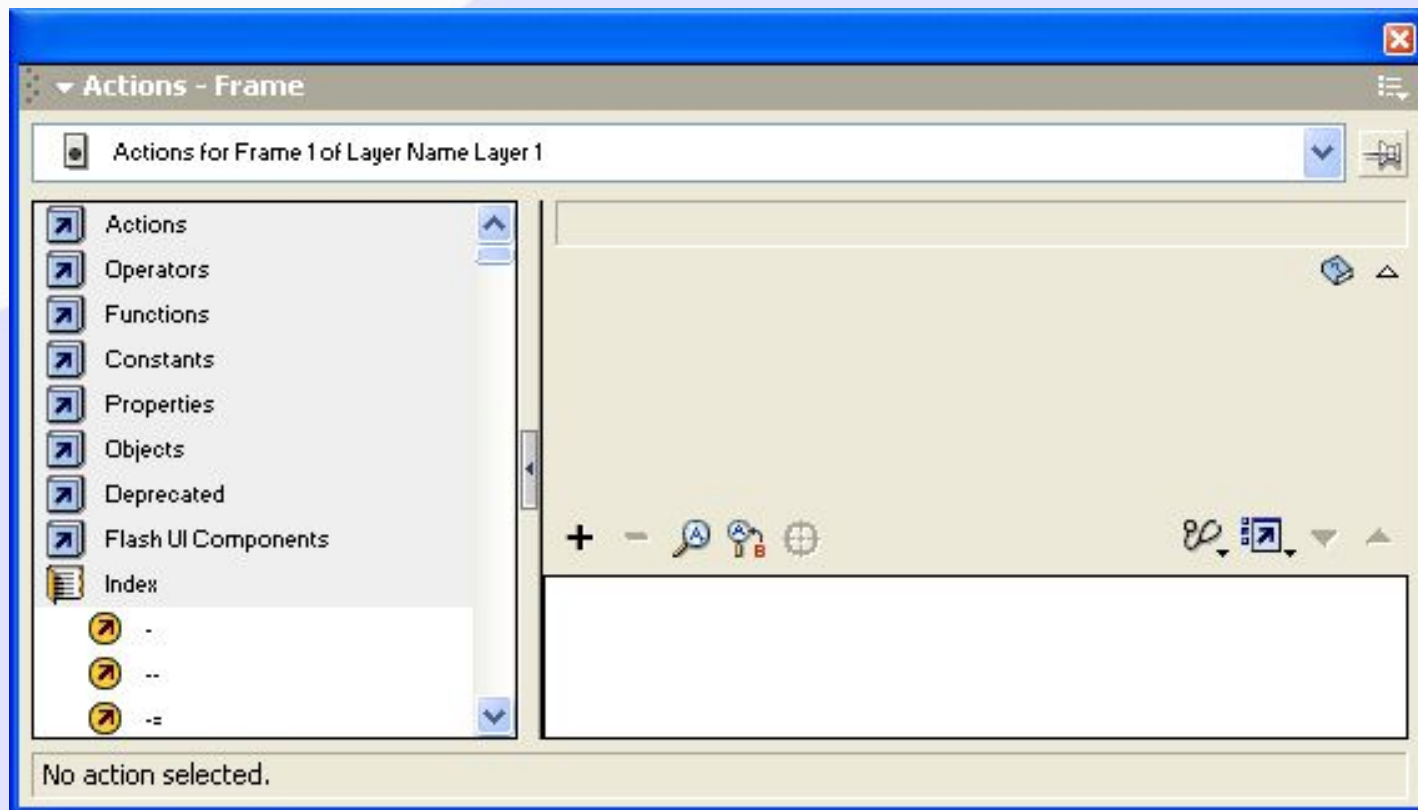 Actions - Frame
Actions for Frame 1 of Layer Name Layer 1
Actions
Operators
Functions
Constants
Properties
Objects
Deprecated
Flash UI Components
Index
-
--
-=
No action selected.